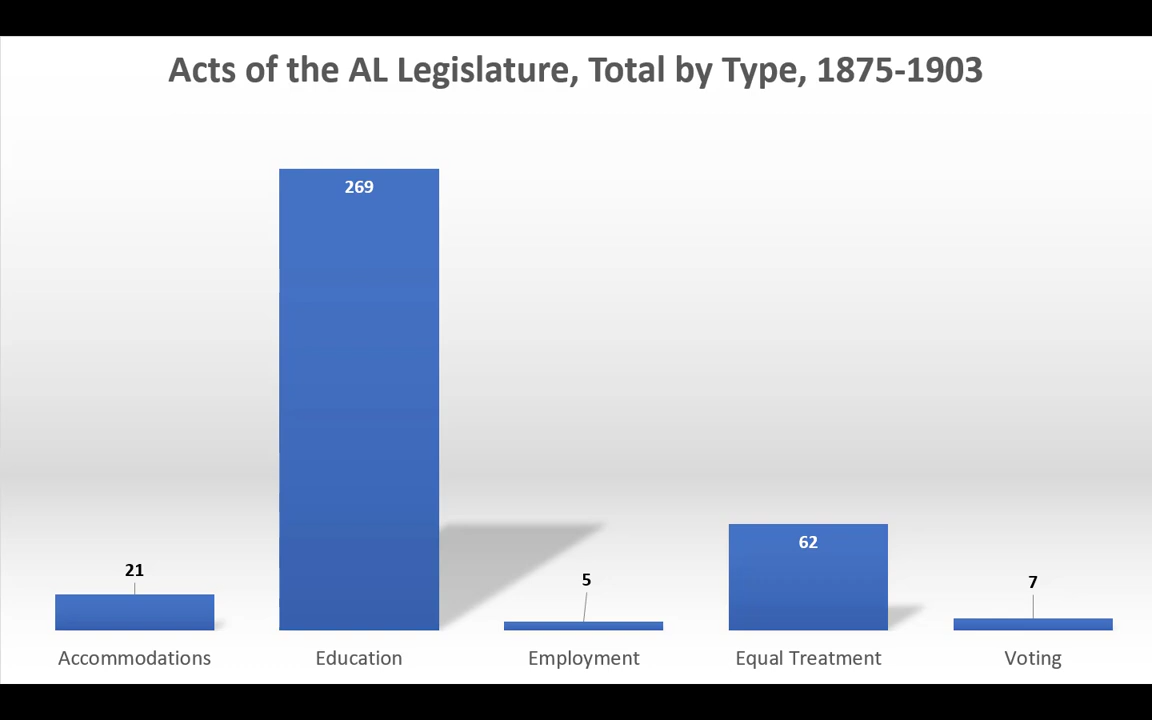 Acts of the AL Legislature, Total by Type, 1875-1903
269
62
21
5
7
Accommodations
Education
Employment
Equal Treatment
Voting